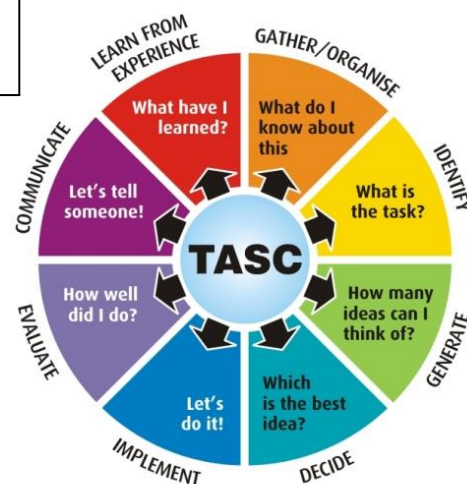 GATHER/ORGANISE
What do I
know about
this
IDENTIFY
What is
the task?
GENERATE
How many
ideas can I
think of?
DECIDE
Which
is the best
idea?
IMPLEMENT
Let's
do it!
EVALUATE
How well
did I do?
COMMUNICATE
Let's tell
someone!
LEARN FROM
EXPERIENCE
What have I
learned?
TASC